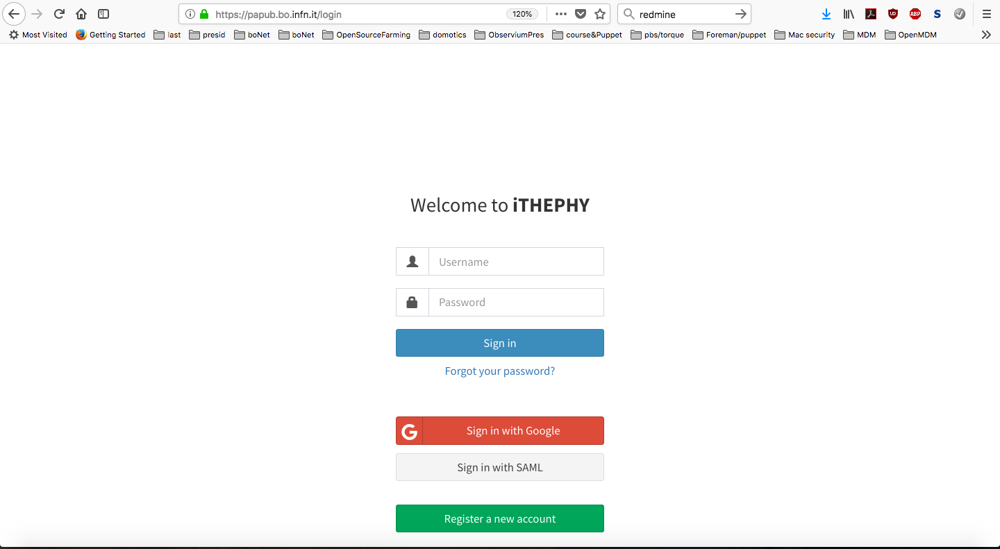 https://papub.bo.infn.it/login 120% redmine
Most Visited Getting Started last presid boNet boNet OpenSourceFarming domotics ObserviumPres course&Puppet pbs/torque Foreman/puppet Mac security MDM OpenMDM
Welcome to iTHEPHY
Username
Password
Sign in
Forgot your password?
G Sign in with Google
Sign in with SAML
Register a new account